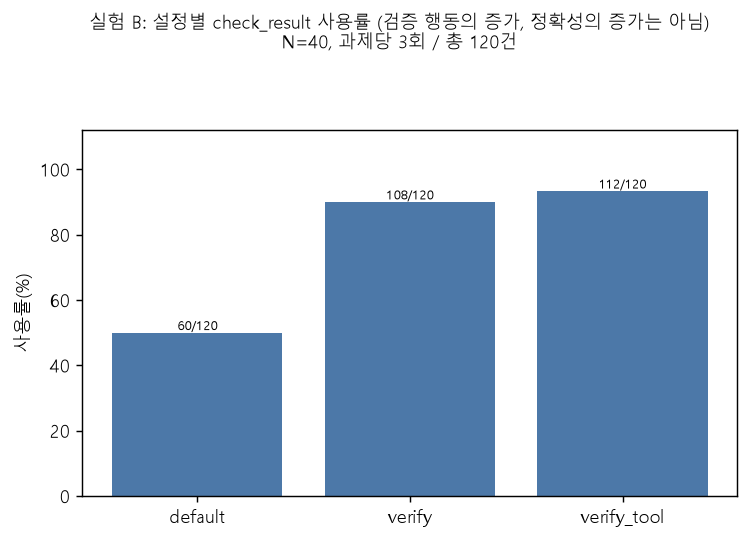 실험 B: 설정별 check_result 사용률 (검증 행동의 증가, 정확성의 증가는 아님)
N=40, 과제당 3회 / 총 120건
사용률(%)
100
80
60
40
20
0
60/120
108/120
112/120
default
verify
verify_tool